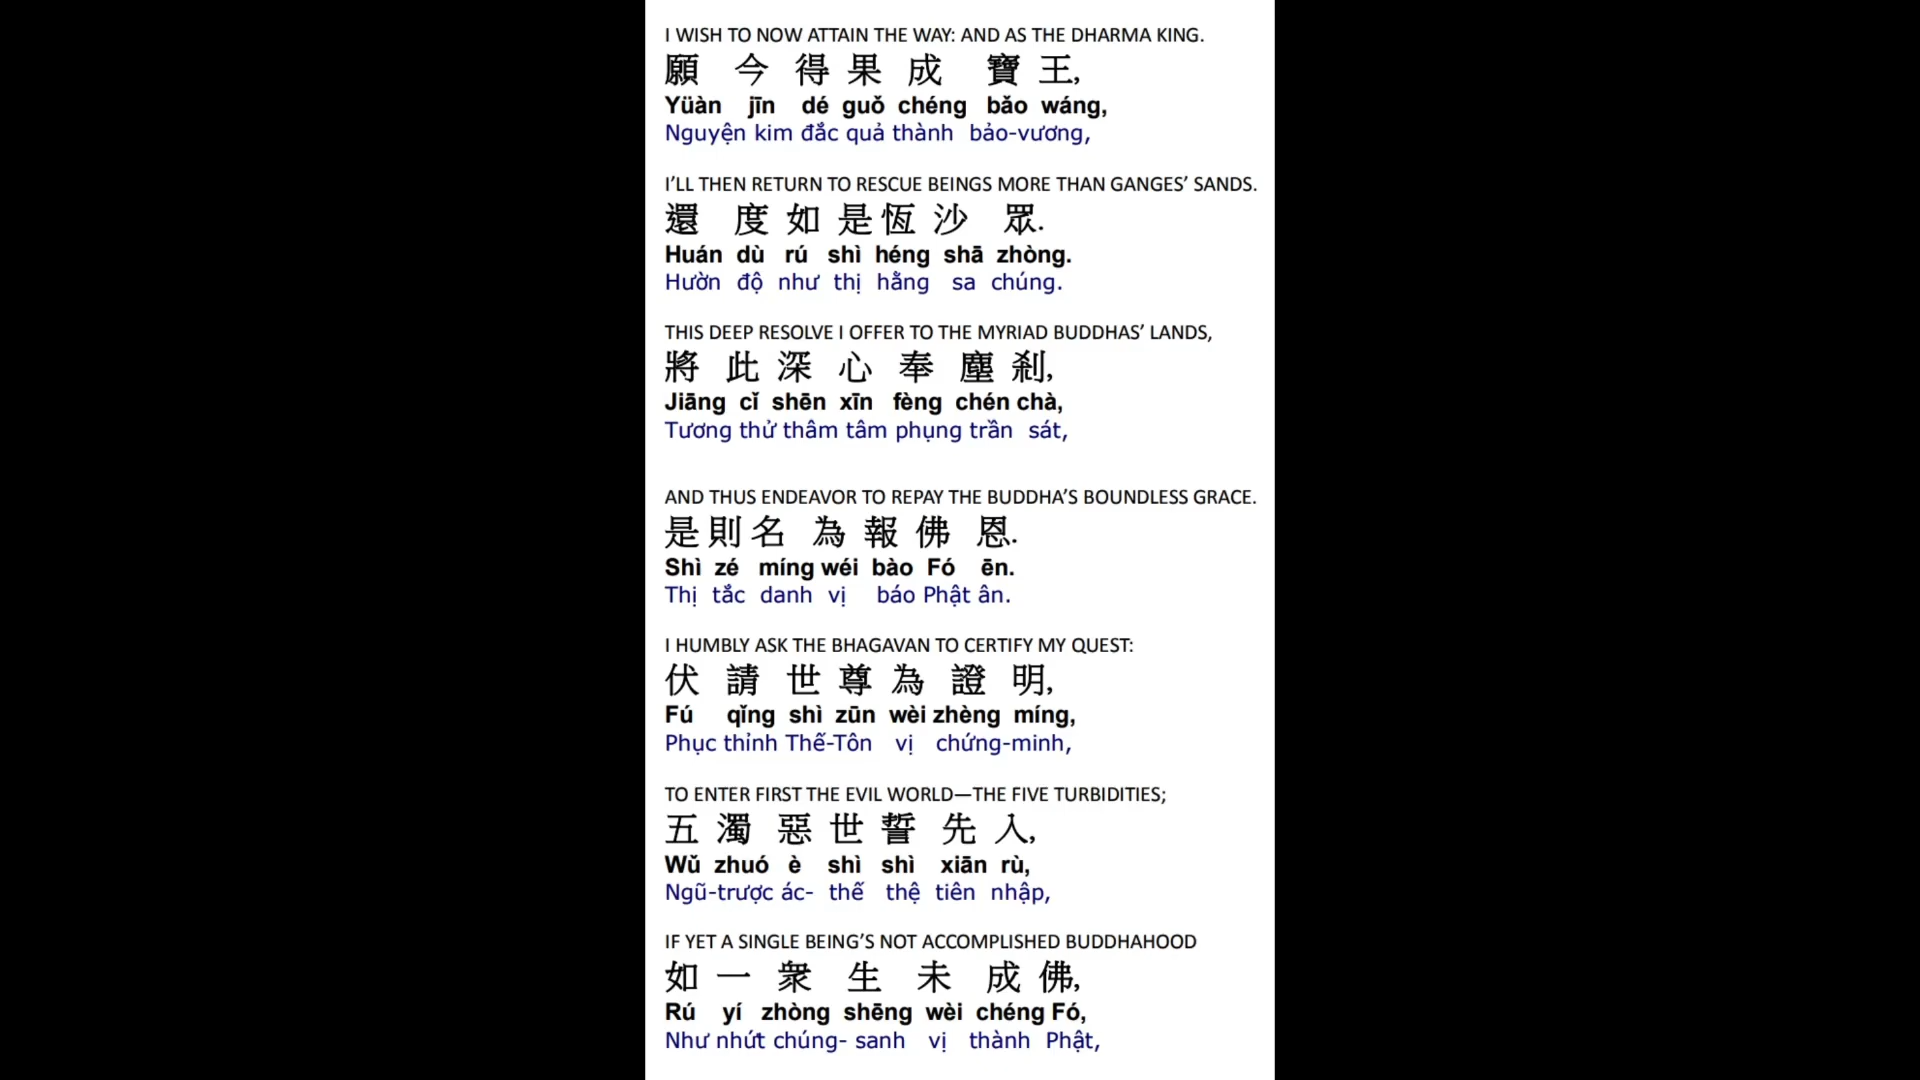 I WISH TO NOW ATTAIN THE WAY: AND AS THE DHARMA KING.
願 今 得 果 成 寶 王,
Yüàn jīn dé guǒ chéng bǎo wáng,
Nguyện kim đắc quả thành bảo-vương,
I’LL THEN RETURN TO RESCUE BEINGS MORE THAN GANGES’ SANDS.
還 度 如 是 恆 沙 眾.
Huán dù rú shì héng shā zhòng.
Hườn độ như thị hằng sa chúng.
THIS DEEP RESOLVE I OFFER TO THE MYRIAD BUDDHAS’ LANDS,
將 此 深 心 奉 塵 剎,
Jiāng cǐ shēn xīn fèng chén chà,
Tương thử thâm tâm phụng trần sát,
AND THUS ENDEAVOR TO REPAY THE BUDDHA’S BOUNDLESS GRACE.
是 則 名 為 報 佛 恩.
Shì zé míng wéi bào Fó ēn.
Thị tắc danh vị báo Phật ân.
I HUMBLY ASK THE BHAGAVAN TO CERTIFY MY QUEST:
伏 請 世 尊 為 證 明,
Fú qǐng shì zūn wèi zhèng míng,
Phục thỉnh Thế-Tôn vị chứng-minh,
TO ENTER FIRST THE EVIL WORLD—THE FIVE TURBIDITIES;
五 濁 惡 世 誓 先 入,
Wǔ zhuó è shì shì xiān rù,
Ngũ-trược ác- thế thệ tiên nhập,
IF YET A SINGLE BEING’S NOT ACCOMPLISHED BUDDHAHOOD
如 一 衆 生 未 成 佛,
Rú yí zhòng shēng wèi chéng Fó,
Như nhứt chúng- sanh vị thành Phật,